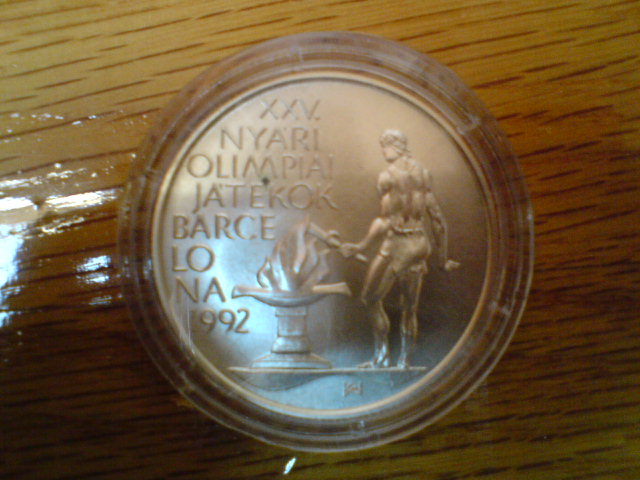 XXV.
NYÁRI
OLIMPIAI
JÁTÉKOK
BARCE
LO
NA
1992